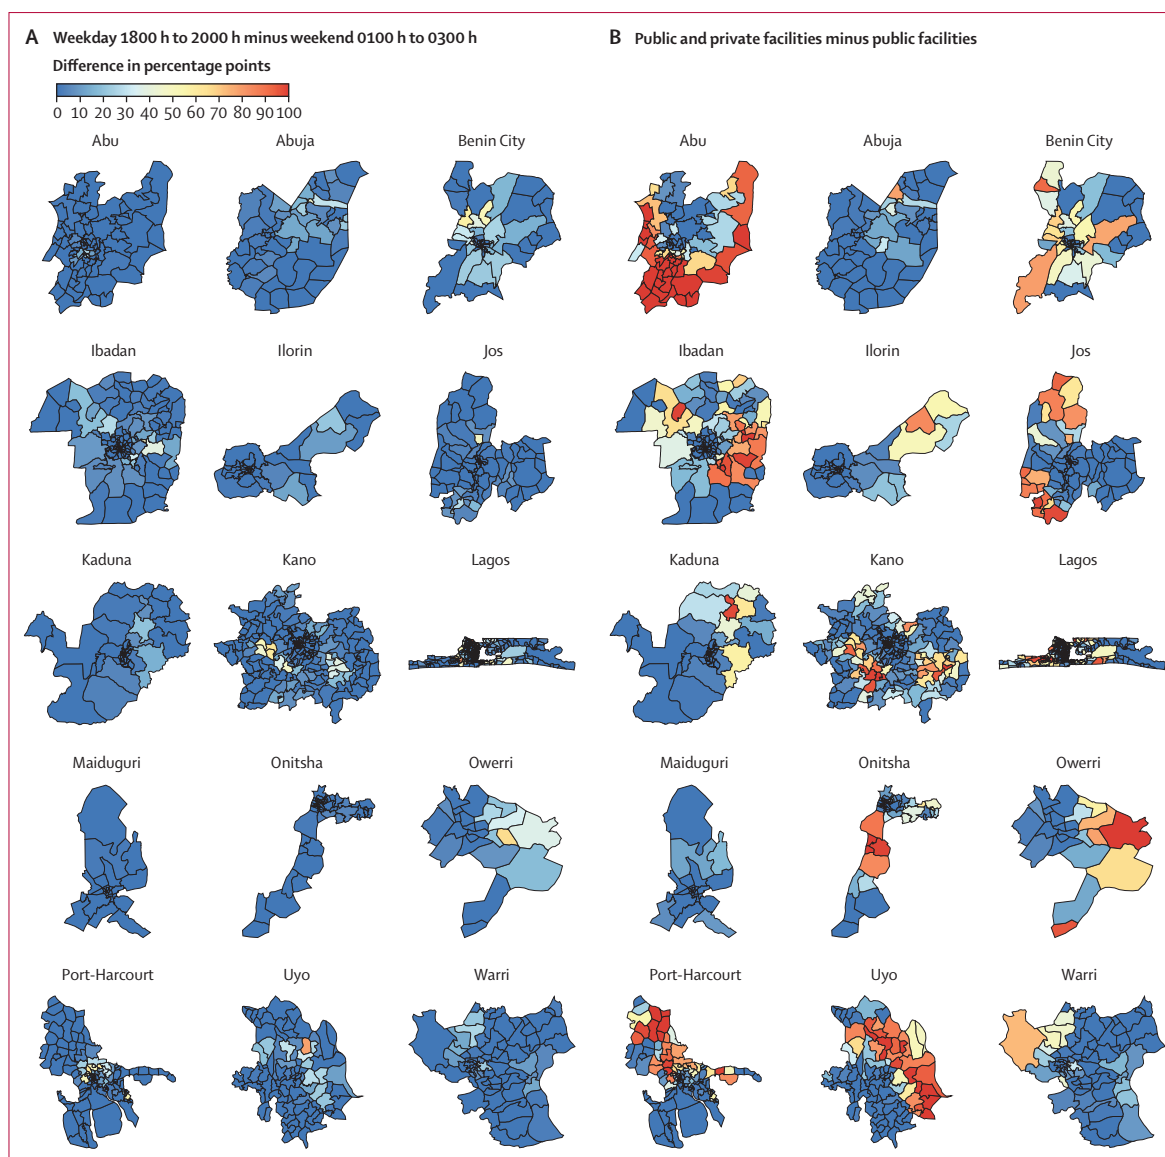 A Weekday 1800 h to 2000 h minus weekend 0100 h to 0300 h
B Public and private facilities minus public facilities
Difference in percentage points
0 10 20 30 40 50 60 70 80 90 100
Abu Abuja Benin City Abu Abuja Benin City
Ibadan Ilorin Jos Ibadan Ilorin Jos
Kaduna Kano Lagos Kaduna Kano Lagos
Maiduguri Onitsha Owerri Maiduguri Onitsha Owerri
Port-Harcourt Uyo Warri Port-Harcourt Uyo Warri